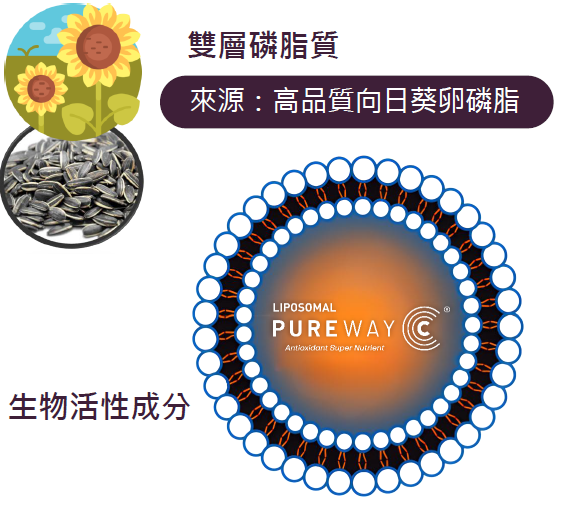 雙層磷脂質
來源：高品質向日葵卵磷脂
LIPOSOMAL
PUREWAY C ®
Antioxidant Super Nutrient
生物活性成分